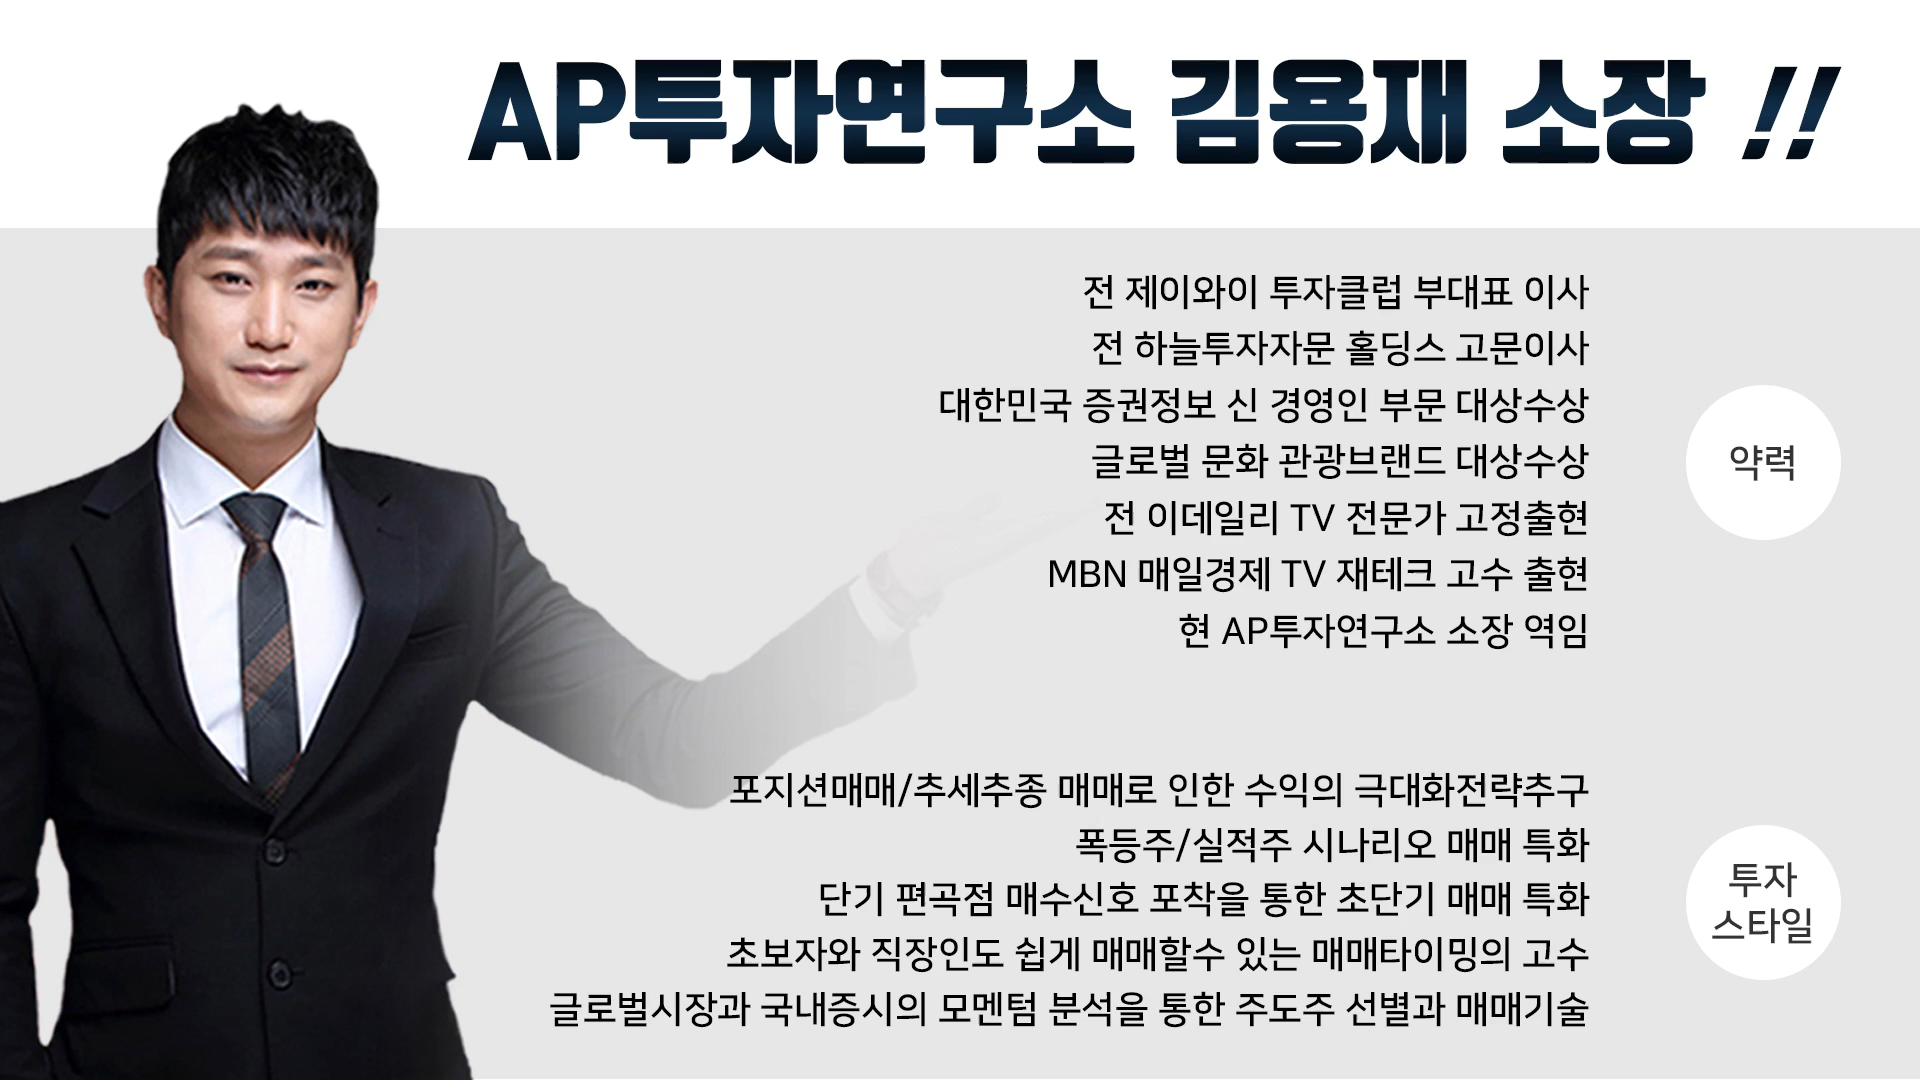 AP투자연구소 김용재 소장 !!
전 제이와이 투자클럽 부대표 이사
전 하늘투자자문 홀딩스 고문이사
대한민국 증권정보 신 경영인 부문 대상수상
글로벌 문화 관광브랜드 대상수상
전 이데일리 TV 전문가 고정출현
MBN 매일경제 TV 재테크 고수 출현
현 AP투자연구소 소장 역임
약력
포지션매매/추세추종 매매로 인한 수익의 극대화전략추구
폭등주/실적주 시나리오 매매 특화
단기 편곡점 매수신호 포착을 통한 초단기 매매 특화
초보자와 직장인도 쉽게 매매할수 있는 매매타이밍의 고수
글로벌시장과 국내증시의 모멘텀 분석을 통한 주도주 선별과 매매기술
투자
스타일